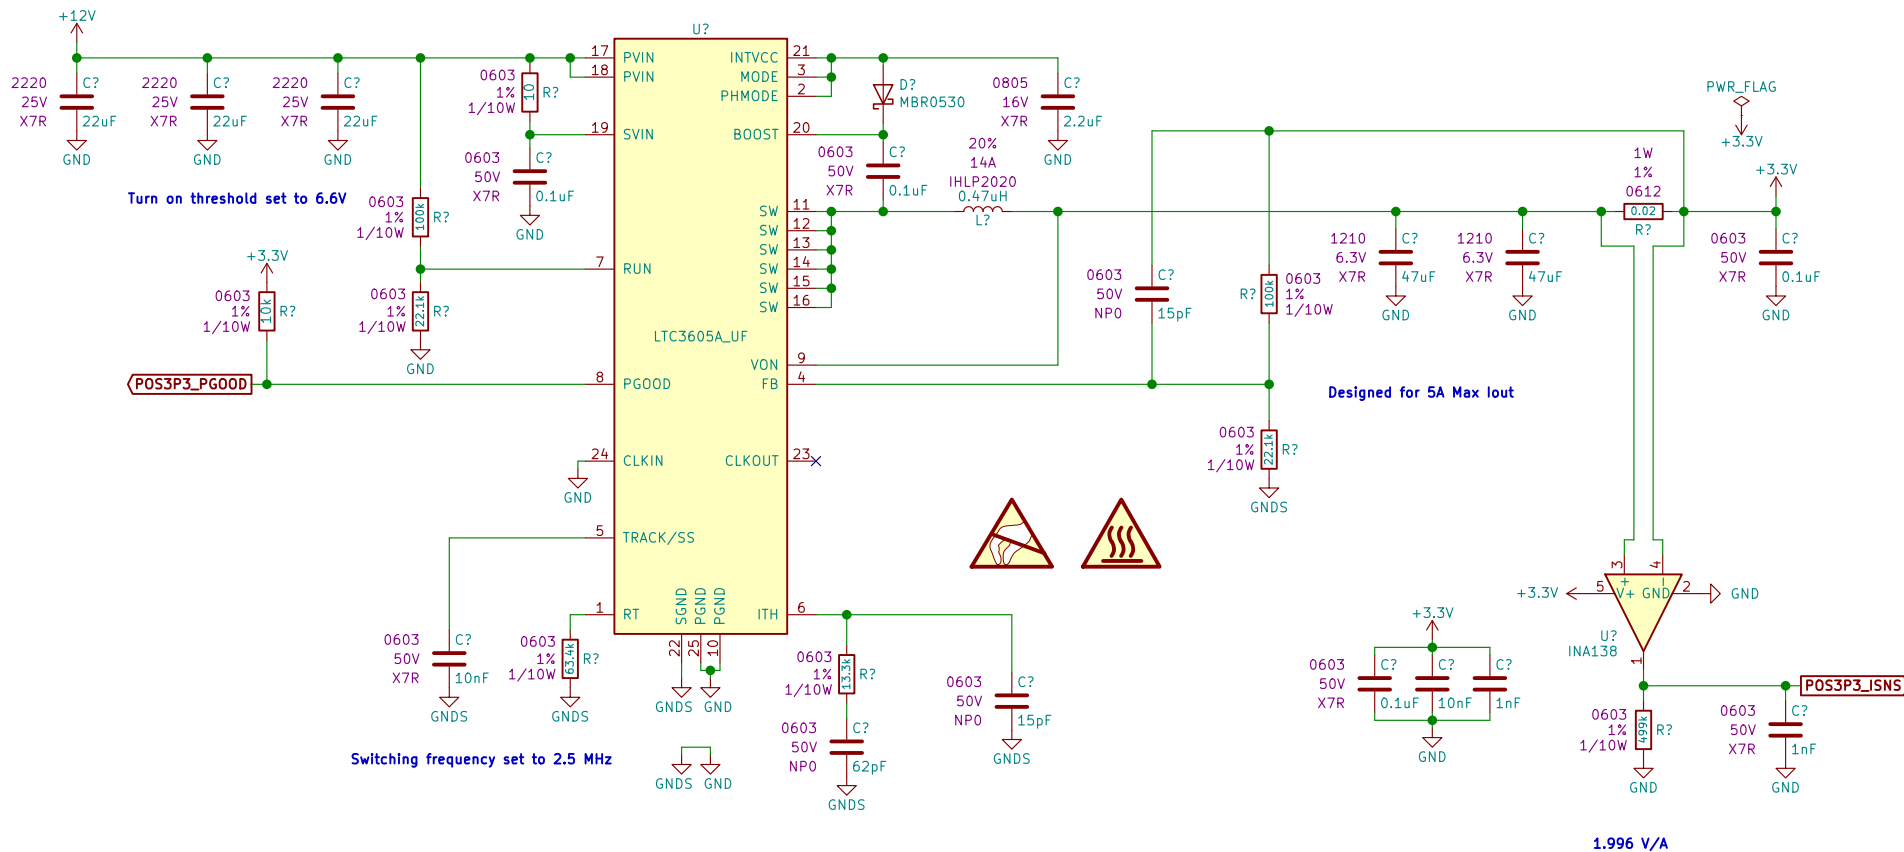 +12V
2220
25V
X7R
C?
22uF
GND
2220
25V
X7R
C?
22uF
GND
2220
25V
X7R
C?
22uF
GND
Turn on threshold set to 6.6V
0603
1%
1/10W
100k
R?
0603
1%
1/10W
22.1k
R?
GND
0603
1%
1/10W
10
R?
0603
50V
X7R
C?
0.1uF
GND
+3.3V
0603
1%
1/10W
10k
R?
POS3P3_PGOOD
U?
LTC3605A_UF
17 PVIN
18 PVIN
19 SVIN
7 RUN
8 PGOOD
24 CLKIN
5 TRACK/SS
1 RT
INTVCC 21
MODE 3
PHMODE 2
BOOST 20
SW 11
SW 12
SW 13
SW 14
SW 15
SW 16
VON 9
FB 4
CLKOUT 23
ITH 6
SGND 22
PGND 25
PGND 10
GND
0603
50V
X7R
C?
10nF
GNDS
0603
1%
1/10W
63.4k
R?
GNDS
Switching frequency set to 2.5 MHz
GNDS
GND
GNDS
GND
D?
MBR0530
0603
50V
X7R
C?
0.1uF
0805
16V
X7R
C?
2.2uF
GND
20%
14A
IHLP2020
0.47uH
L?
0603
50V
NP0
C?
15pF
R?
100k
0603
1%
1/10W
0603
1%
1/10W
22.1k
R?
GNDS
0603
1%
1/10W
13.3k
R?
0603
50V
NP0
C?
62pF
GNDS
0603
50V
NP0
C?
15pF
GNDS
Designed for 5A Max Iout
1210
6.3V
X7R
C?
47uF
GND
1210
6.3V
X7R
C?
47uF
GND
1W
1%
0612
0.02
R?
PWR_FLAG
+3.3V
+3.3V
0603
50V
X7R
C?
0.1uF
GND
+3.3V
5
V+
3
+
4
-
GND
2
GND
U?
INA138
1
POS3P3_ISNS
0603
1%
1/10W
499k
R?
GND
0603
50V
X7R
C?
1nF
GND
+3.3V
0603
50V
X7R
C?
0.1uF
C?
10nF
C?
1nF
GND
1.996 V/A